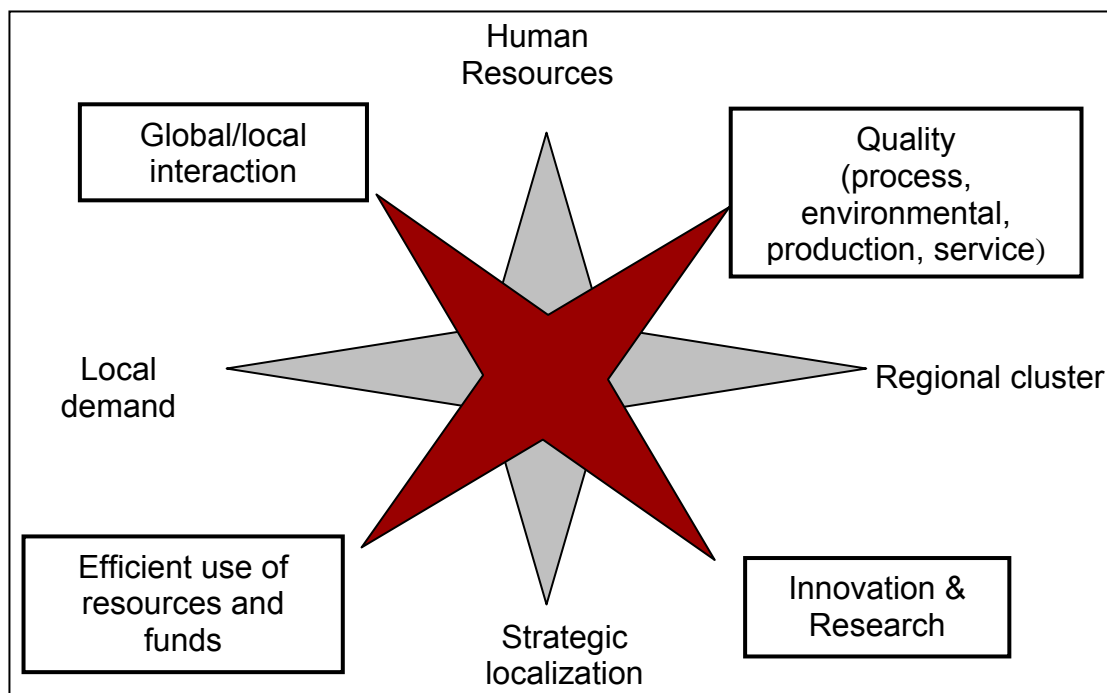 Human
Resources
Global/local
interaction
Quality
(process,
environmental,
production, service)
Local
demand
Regional cluster
Efficient use of
resources and
funds
Strategic
localization
Innovation &
Research